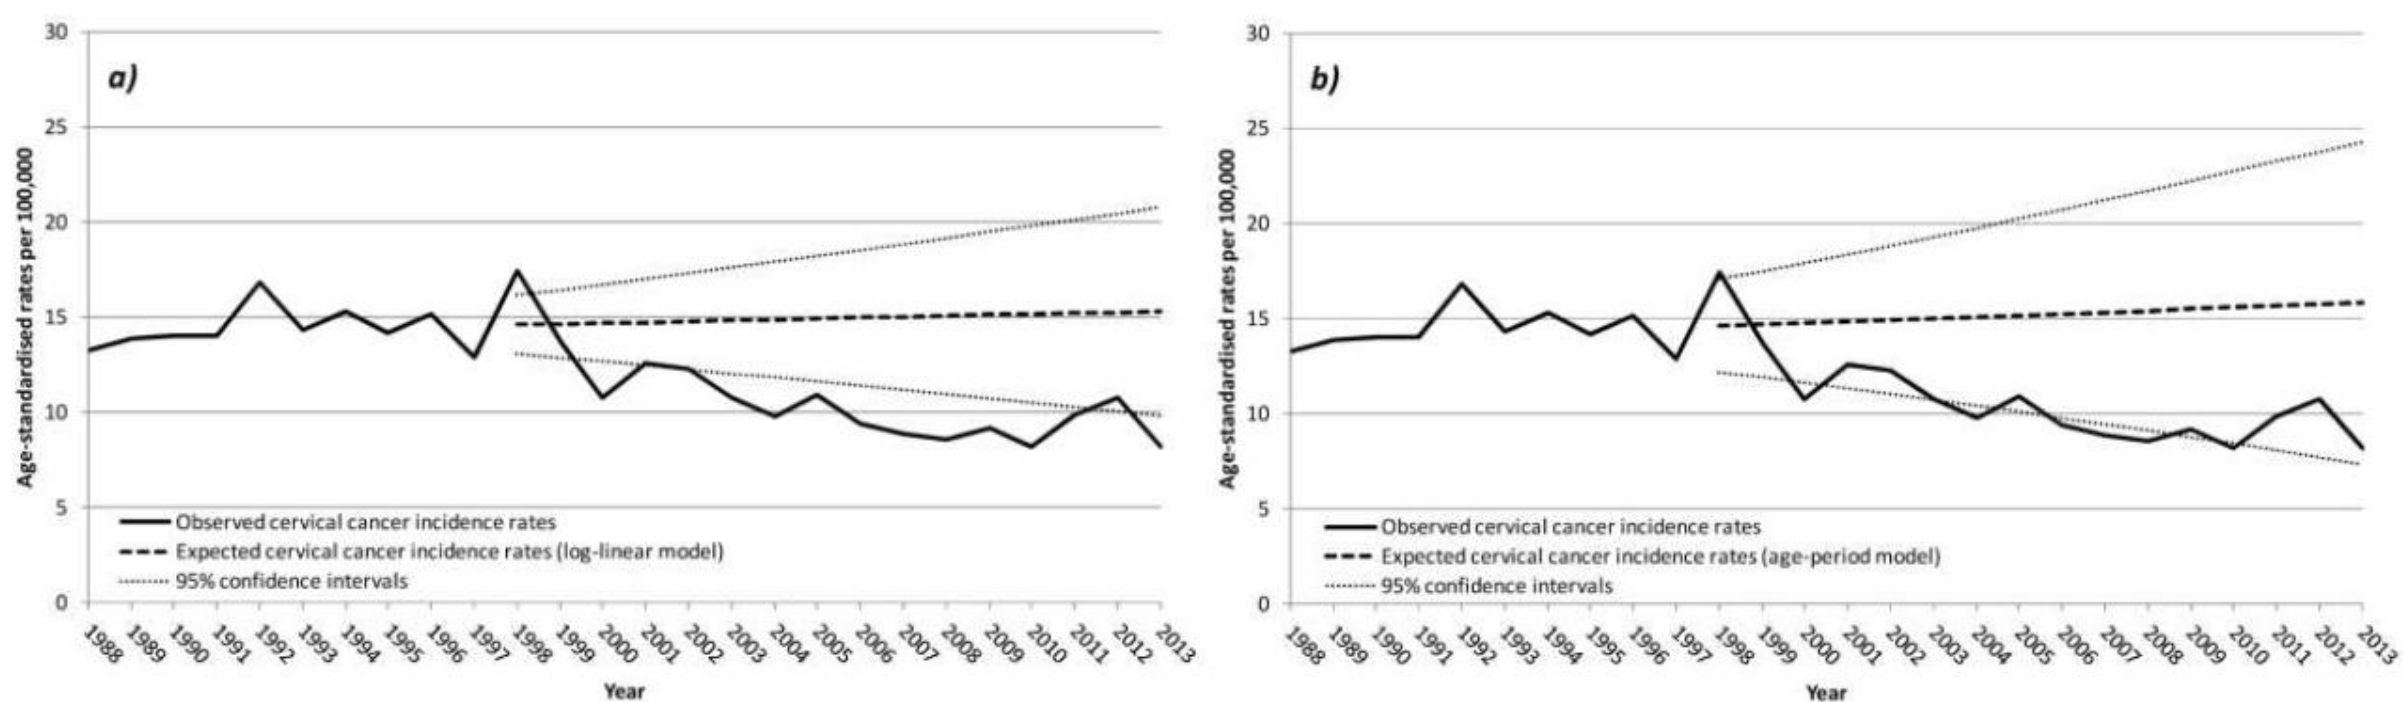 a)
30
25
20
15
10
5
0
Age-standardised rates per 100,000
Observed cervical cancer incidence rates
Expected cervical cancer incidence rates (log-linear model)
95% confidence intervals
1988 1989 1990 1991 1992 1993 1994 1995 1996 1997 1998 1999 2000 2001 2002 2003 2004 2005 2006 2007 2008 2009 2010 2011 2012 2013
Year
b)
30
25
20
15
10
5
0
Age-standardised rates per 100,000
Observed cervical cancer incidence rates
Expected cervical cancer incidence rates (age-period model)
95% confidence intervals
1988 1989 1990 1991 1992 1993 1994 1995 1996 1997 1998 1999 2000 2001 2002 2003 2004 2005 2006 2007 2008 2009 2010 2011 2012 2013
Year